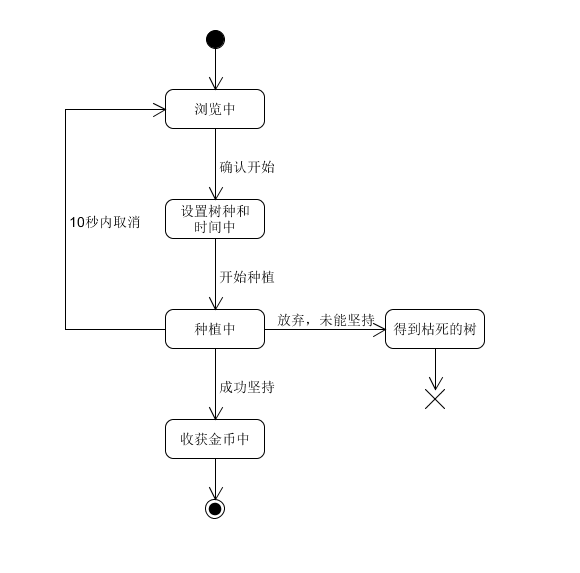 浏览中
确认开始
设置树种和
时间中
10秒内取消
开始种植
种植中
放弃，未能坚持
得到枯死的树
成功坚持
收获金币中